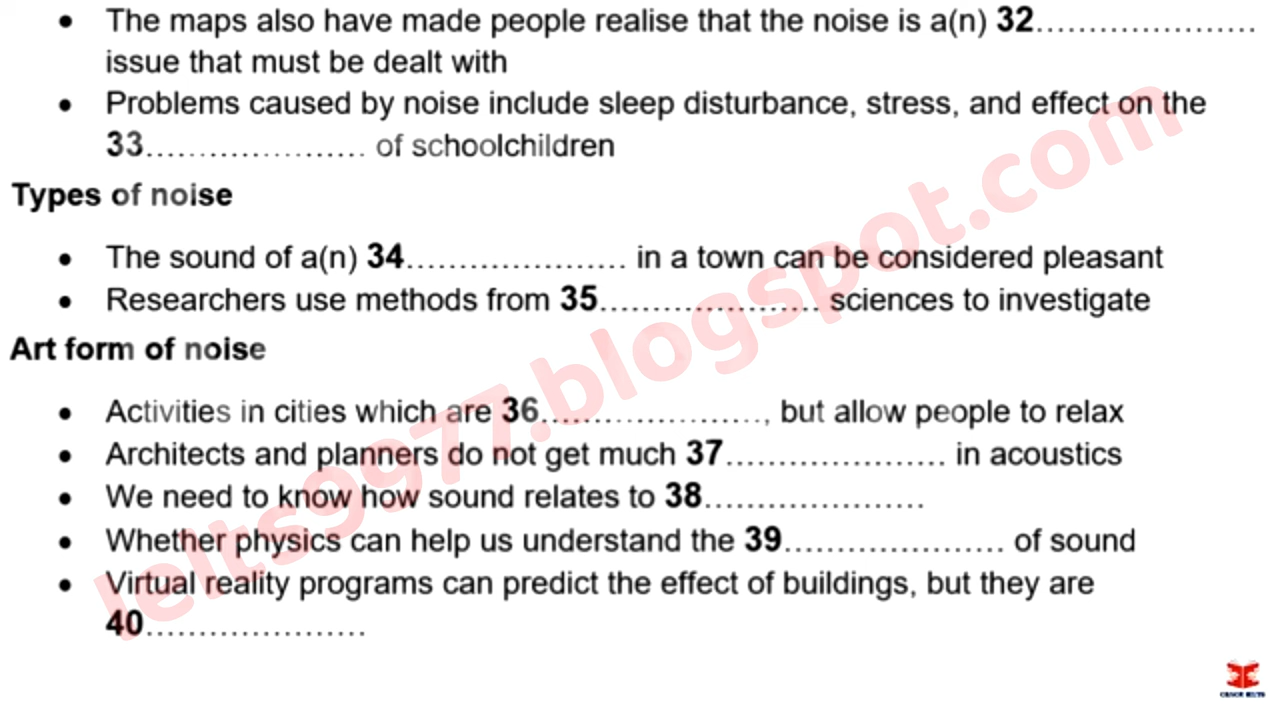 • The maps also have made people realise that the noise is a(n) 32.....................
issue that must be dealt with
• Problems caused by noise include sleep disturbance, stress, and effect on the
33..................... of schoolchildren
Types of noise
• The sound of a(n) 34..................... in a town can be considered pleasant
• Researchers use methods from 35..................... sciences to investigate
Art form of noise
• Activities in cities which are 36....................., but allow people to relax
• Architects and planners do not get much 37..................... in acoustics
• We need to know how sound relates to 38.....................
• Whether physics can help us understand the 39..................... of sound
• Virtual reality programs can predict the effect of buildings, but they are
40.....................
Ielts9977.blogspot.com